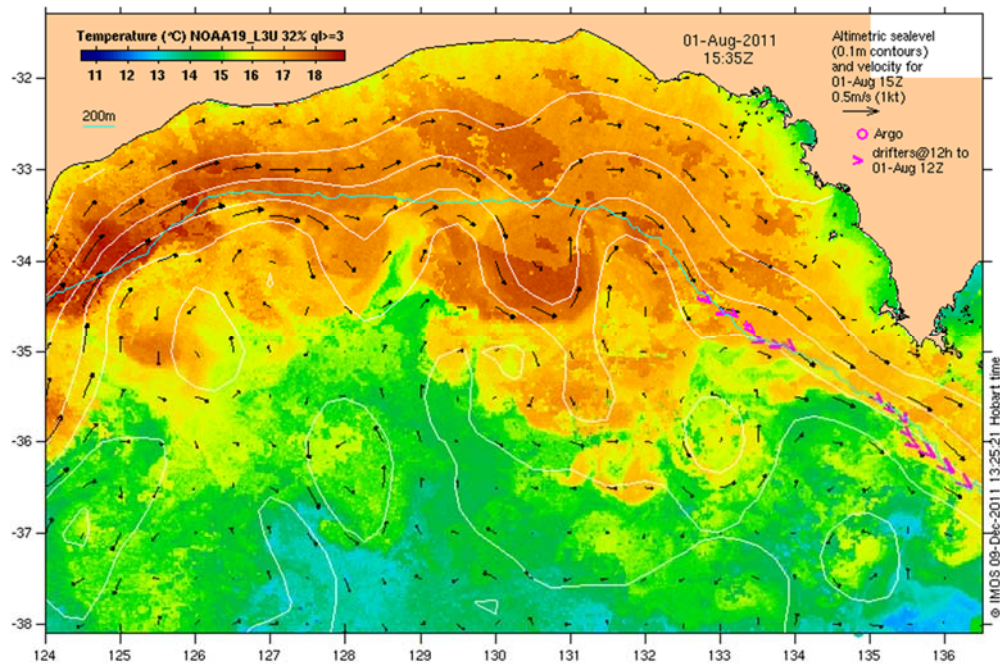 Temperature (°C) NOAA19_L3U 32% ql>=3
11 12 13 14 15 16 17 18
200m
01-Aug-2011
15:35Z
Altimetric sealevel
(0.1m contours)
and velocity for
01-Aug 15Z
0.5m/s (1kt)
Argo
drifters@12h to
01-Aug 12Z
-32
-33
-34
-35
-36
-37
-38
124 125 126 127 128 129 130 131 132 133 134 135 136
© IMOS 09-Dec-2011 13:25:21 Hobart time